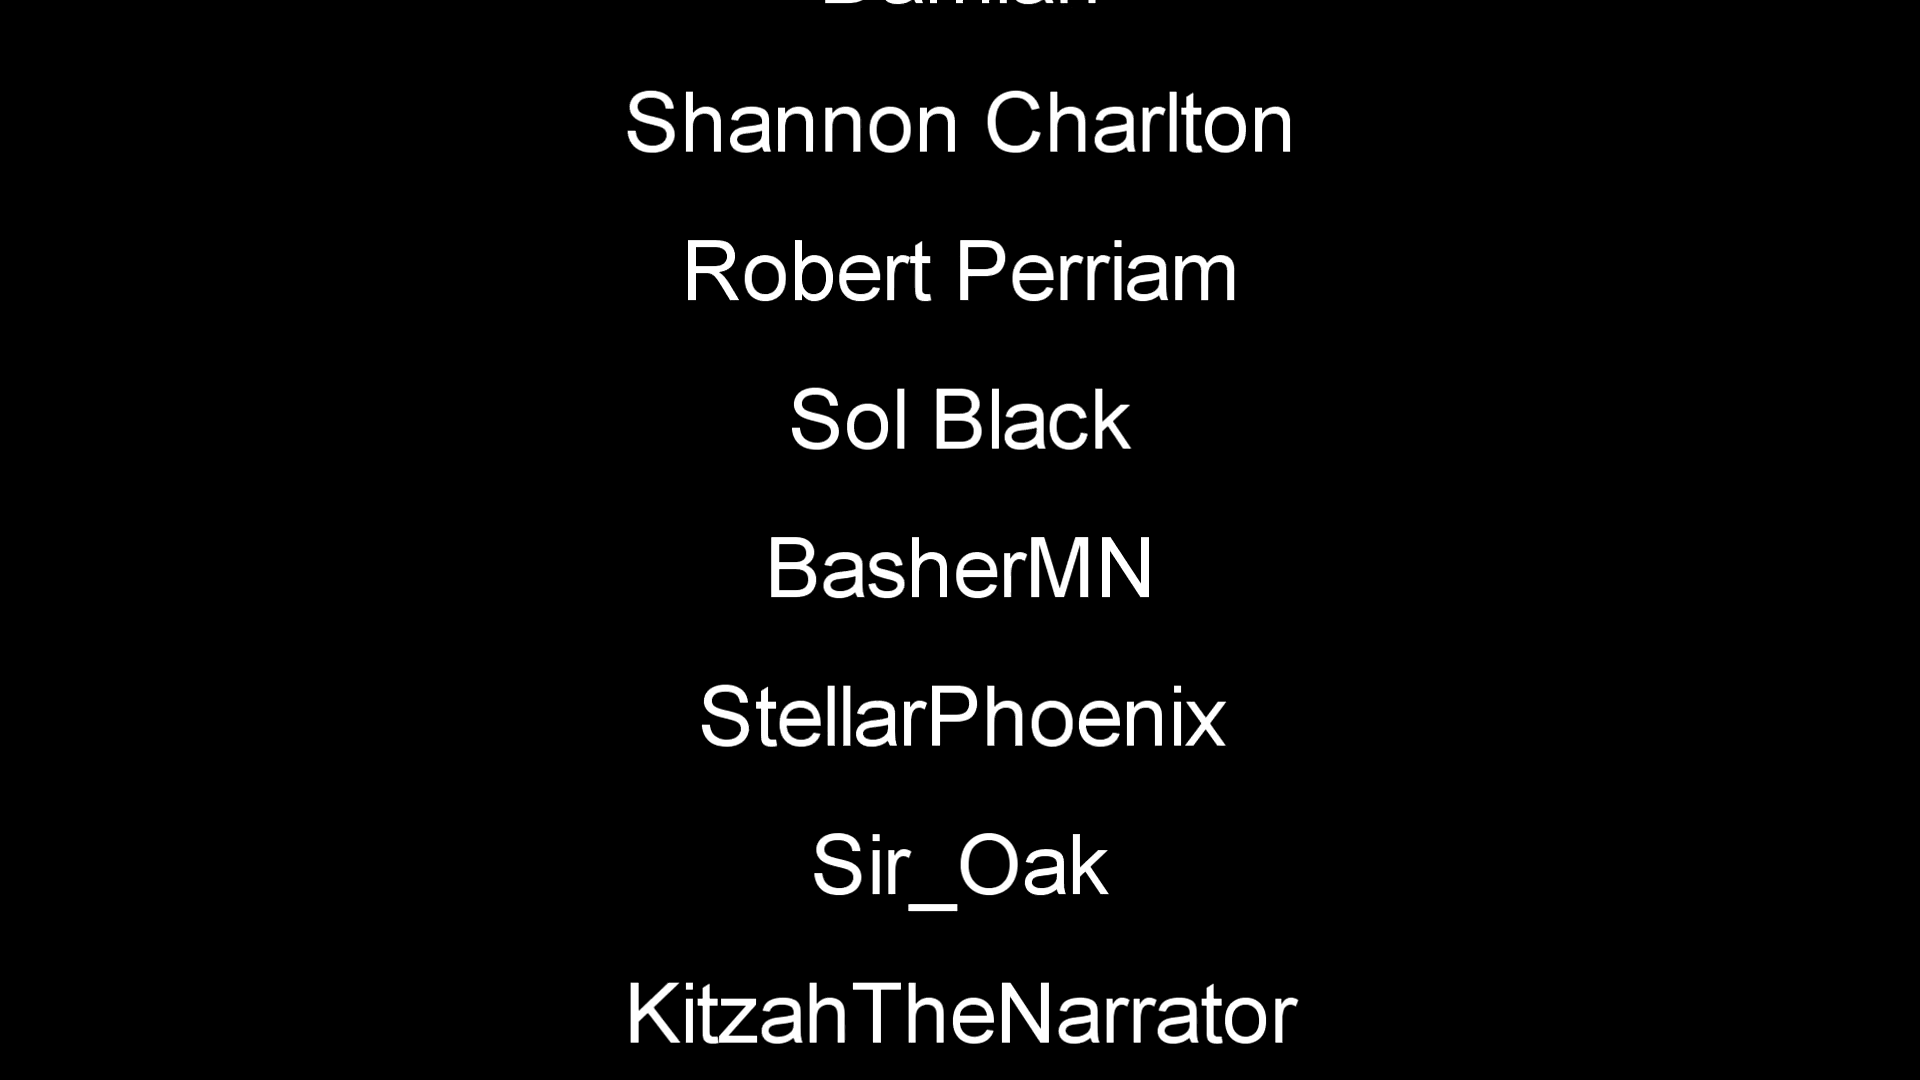 Shannon Charlton
Robert Perriam
Sol Black
BasherMN
StellarPhoenix
Sir_Oak
KitzahTheNarrator